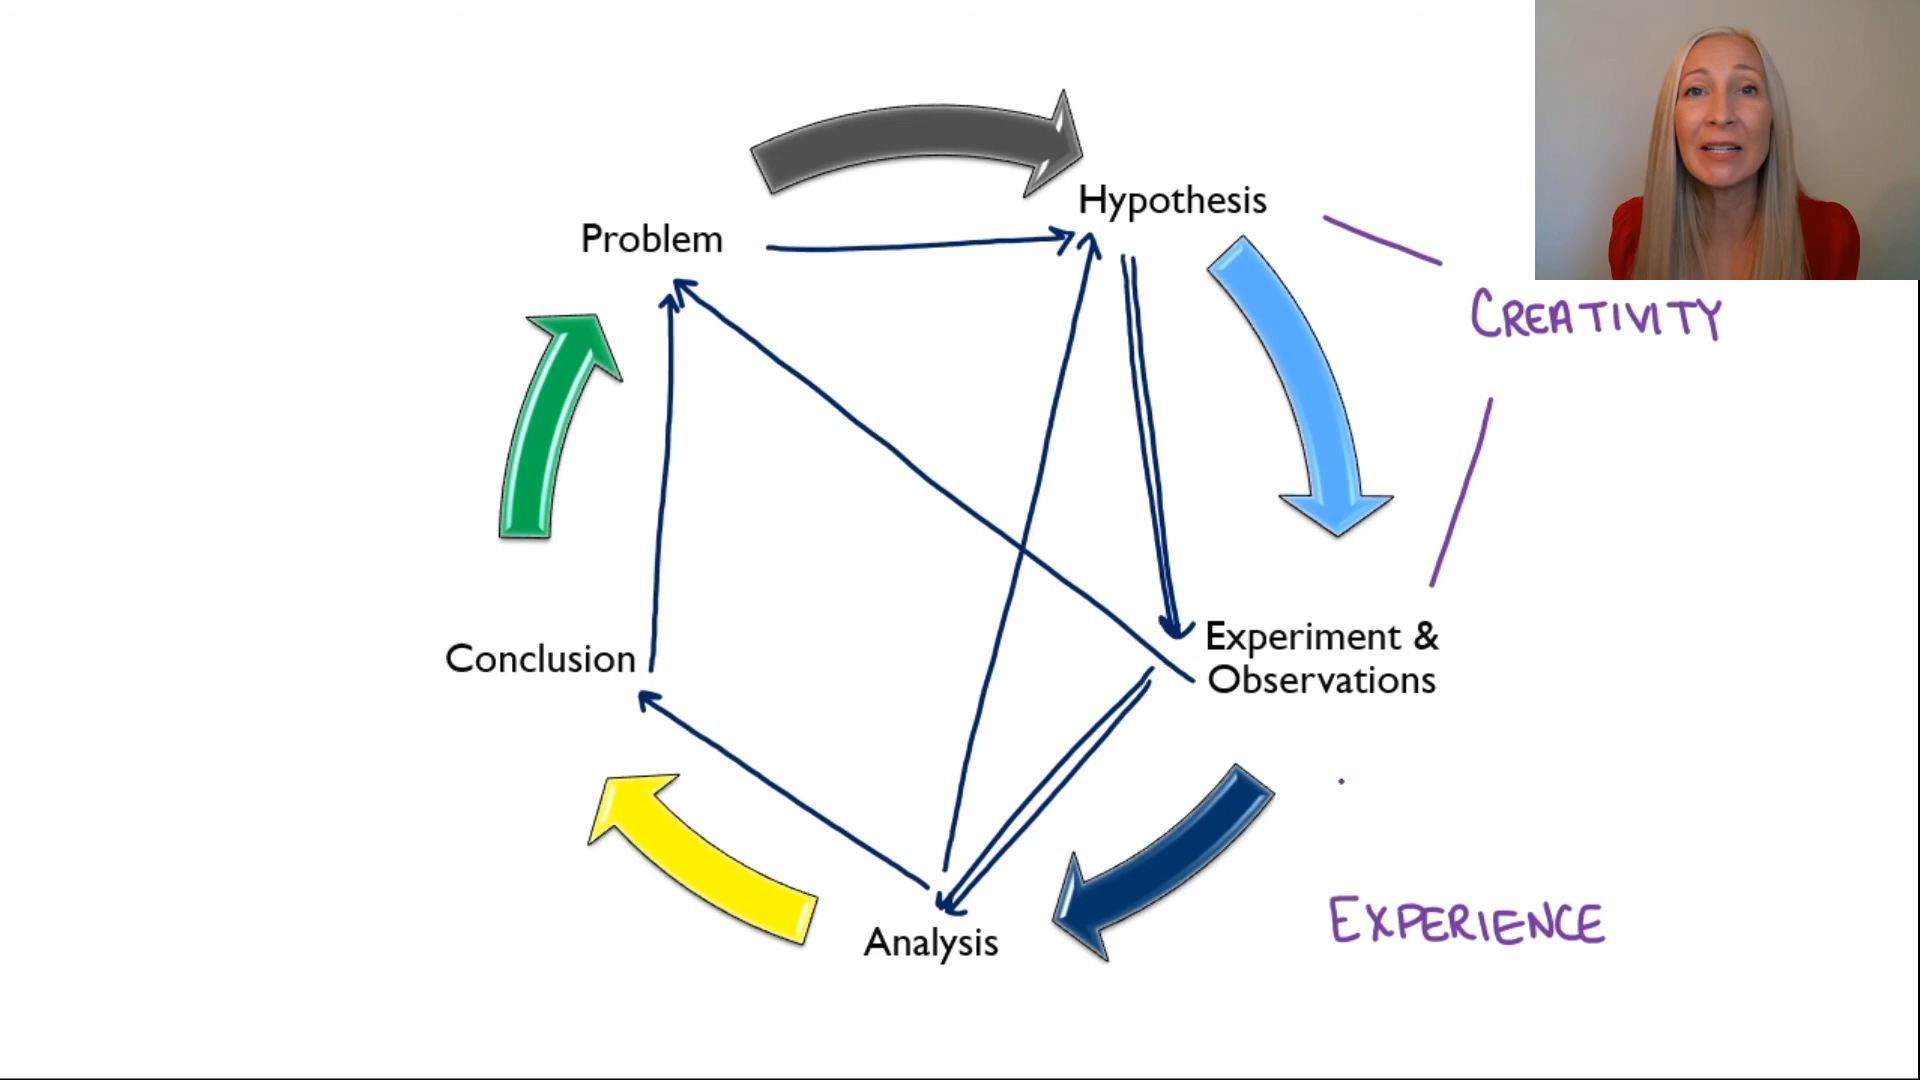 Hypothesis
Problem
CREATIVITY
Experiment &
Observations
Conclusion
EXPERIENCE
Analysis